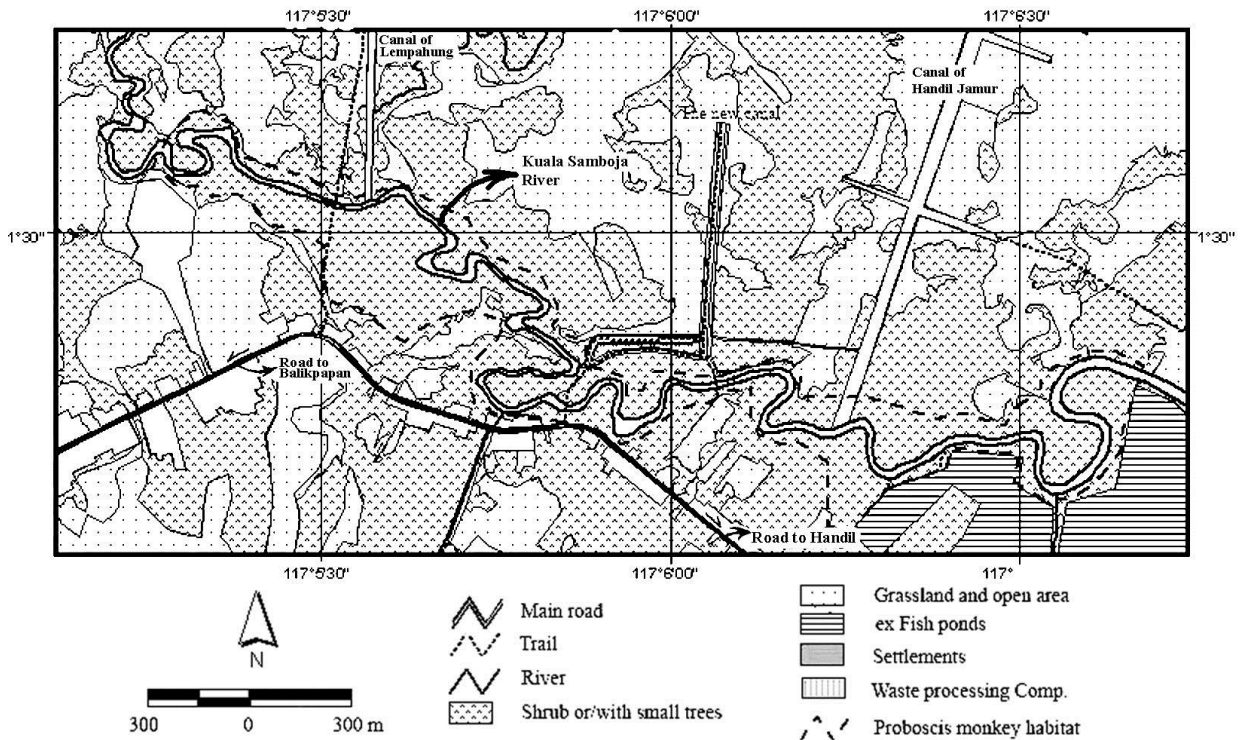 117°5'30"
117°6'00"
117°6'30"
Canal of
Lempahung
Canal of
Handil Jamur
The new canal
Kuala Samboja
River
1°30"
1°30"
Road to
Balikpapan
Road to Handil
117°5'30"
117°6'00"
117°
N
300 0 300 m
Main road
Trail
River
Shrub or/with small trees
Grassland and open area
ex Fish ponds
Settlements
Waste processing Comp.
Proboscis monkey habitat